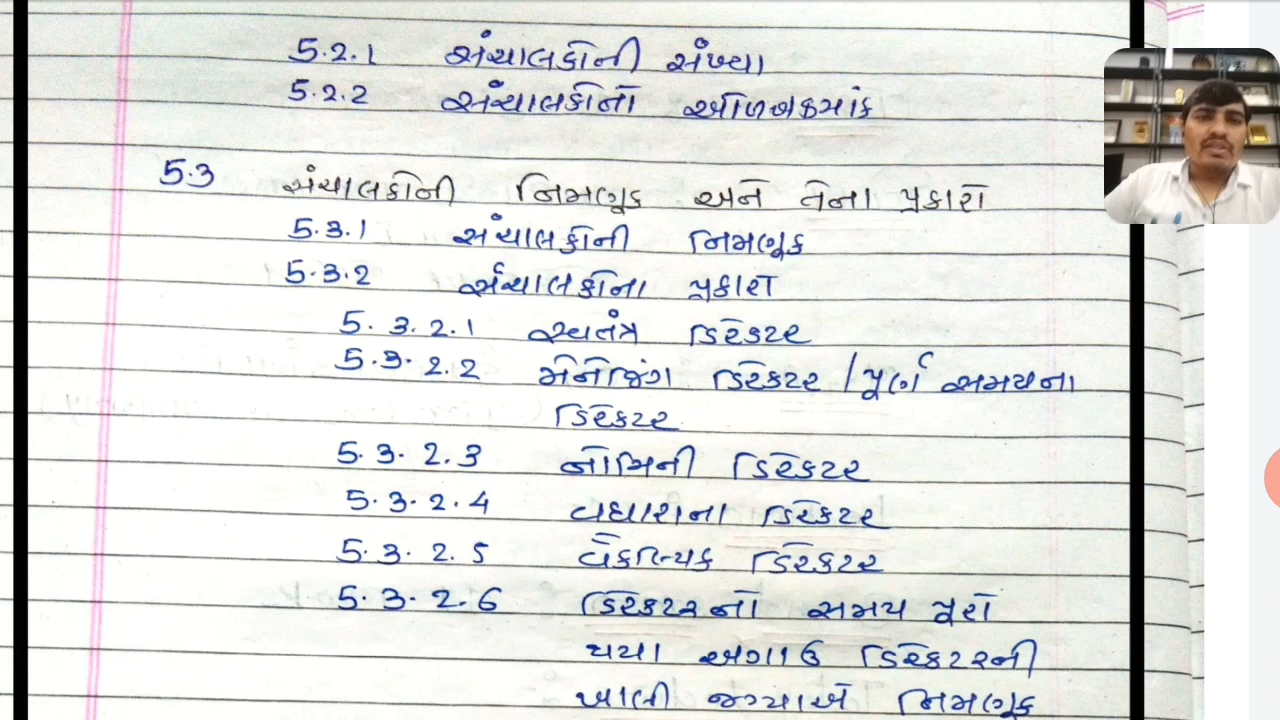 5.2.1 સંચાલકોની સંખ્યા
5.2.2 સંચાલકોનો ઓળખક્રમાંક
5.3 સંચાલકોની નિમણૂક અને તેના પ્રકારો
5.3.1 સંચાલકોની નિમણૂક
5.3.2 સંચાલકોના પ્રકારો
5.3.2.1 સ્વતંત્ર ડિરેક્ટર
5.3.2.2 મેનેજિંગ ડિરેક્ટર / પૂર્ણ સમયના
ડિરેક્ટર
5.3.2.3 નોમિની ડિરેક્ટર
5.3.2.4 વધારાના ડિરેક્ટર
5.3.2.5 વૈકલ્પિક ડિરેક્ટર
5.3.2.6 ડિરેક્ટરનો સમય પૂરો
થયા અગાઉ ડિરેક્ટરની
ખાલી જગ્યાએ નિમણૂક